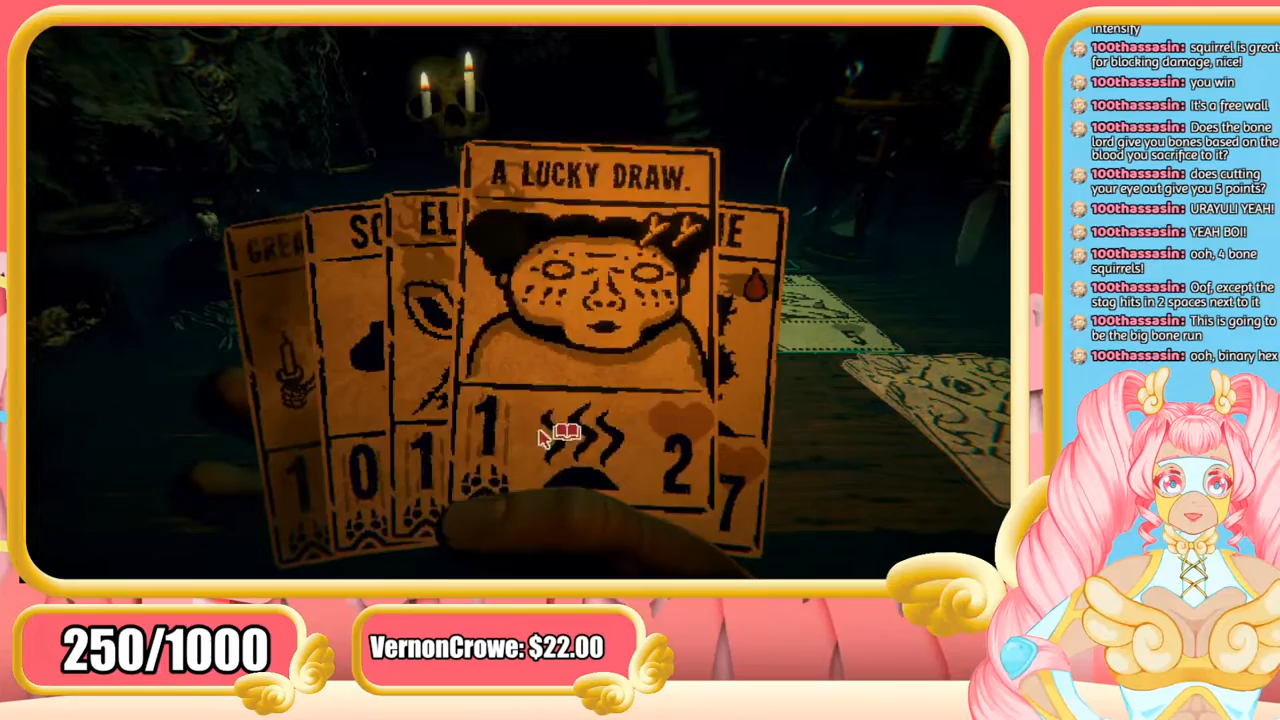 A LUCKY DRAW.
GREA
SQ
EL
E
1
0
1
1
2
7
intensify
100thassasin: squirrel is great
for blocking damage, nice!
100thassasin: you win
100thassasin: It's a free wall
100thassasin: Does the bone
lord give you bones based on the
blood you sacrifice to it?
100thassasin: does cutting
your eye out give you 5 points?
100thassasin: URAYULI YEAH!
100thassasin: YEAH BOI!
100thassasin: ooh, 4 bone
squirrels!
100thassasin: Oof, except the
stag hits in 2 spaces next to it
100thassasin: This is going to
be the big bone run
100thassasin: ooh, binary hex
250/1000
VernonCrowe: $22.00